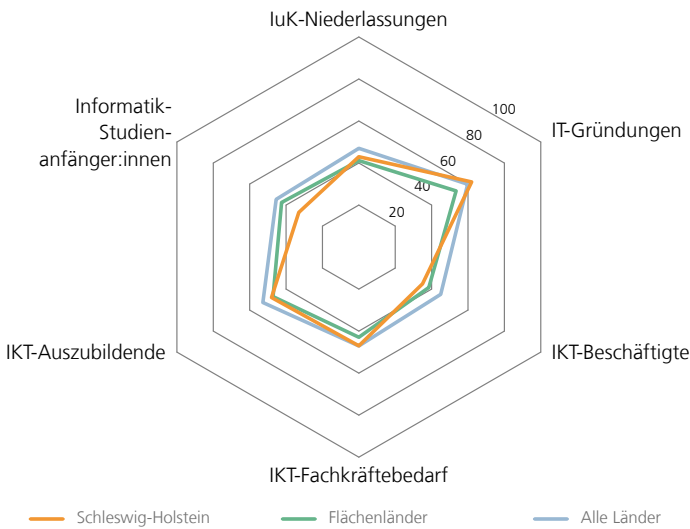 IuK-Niederlassungen
Informatik-
Studien-
anfänger:innen
100
IT-Gründungen
80
60
40
20
IKT-Auszubildende
IKT-Beschäftigte
IKT-Fachkräftebedarf
Schleswig-Holstein
Flächenländer
Alle Länder